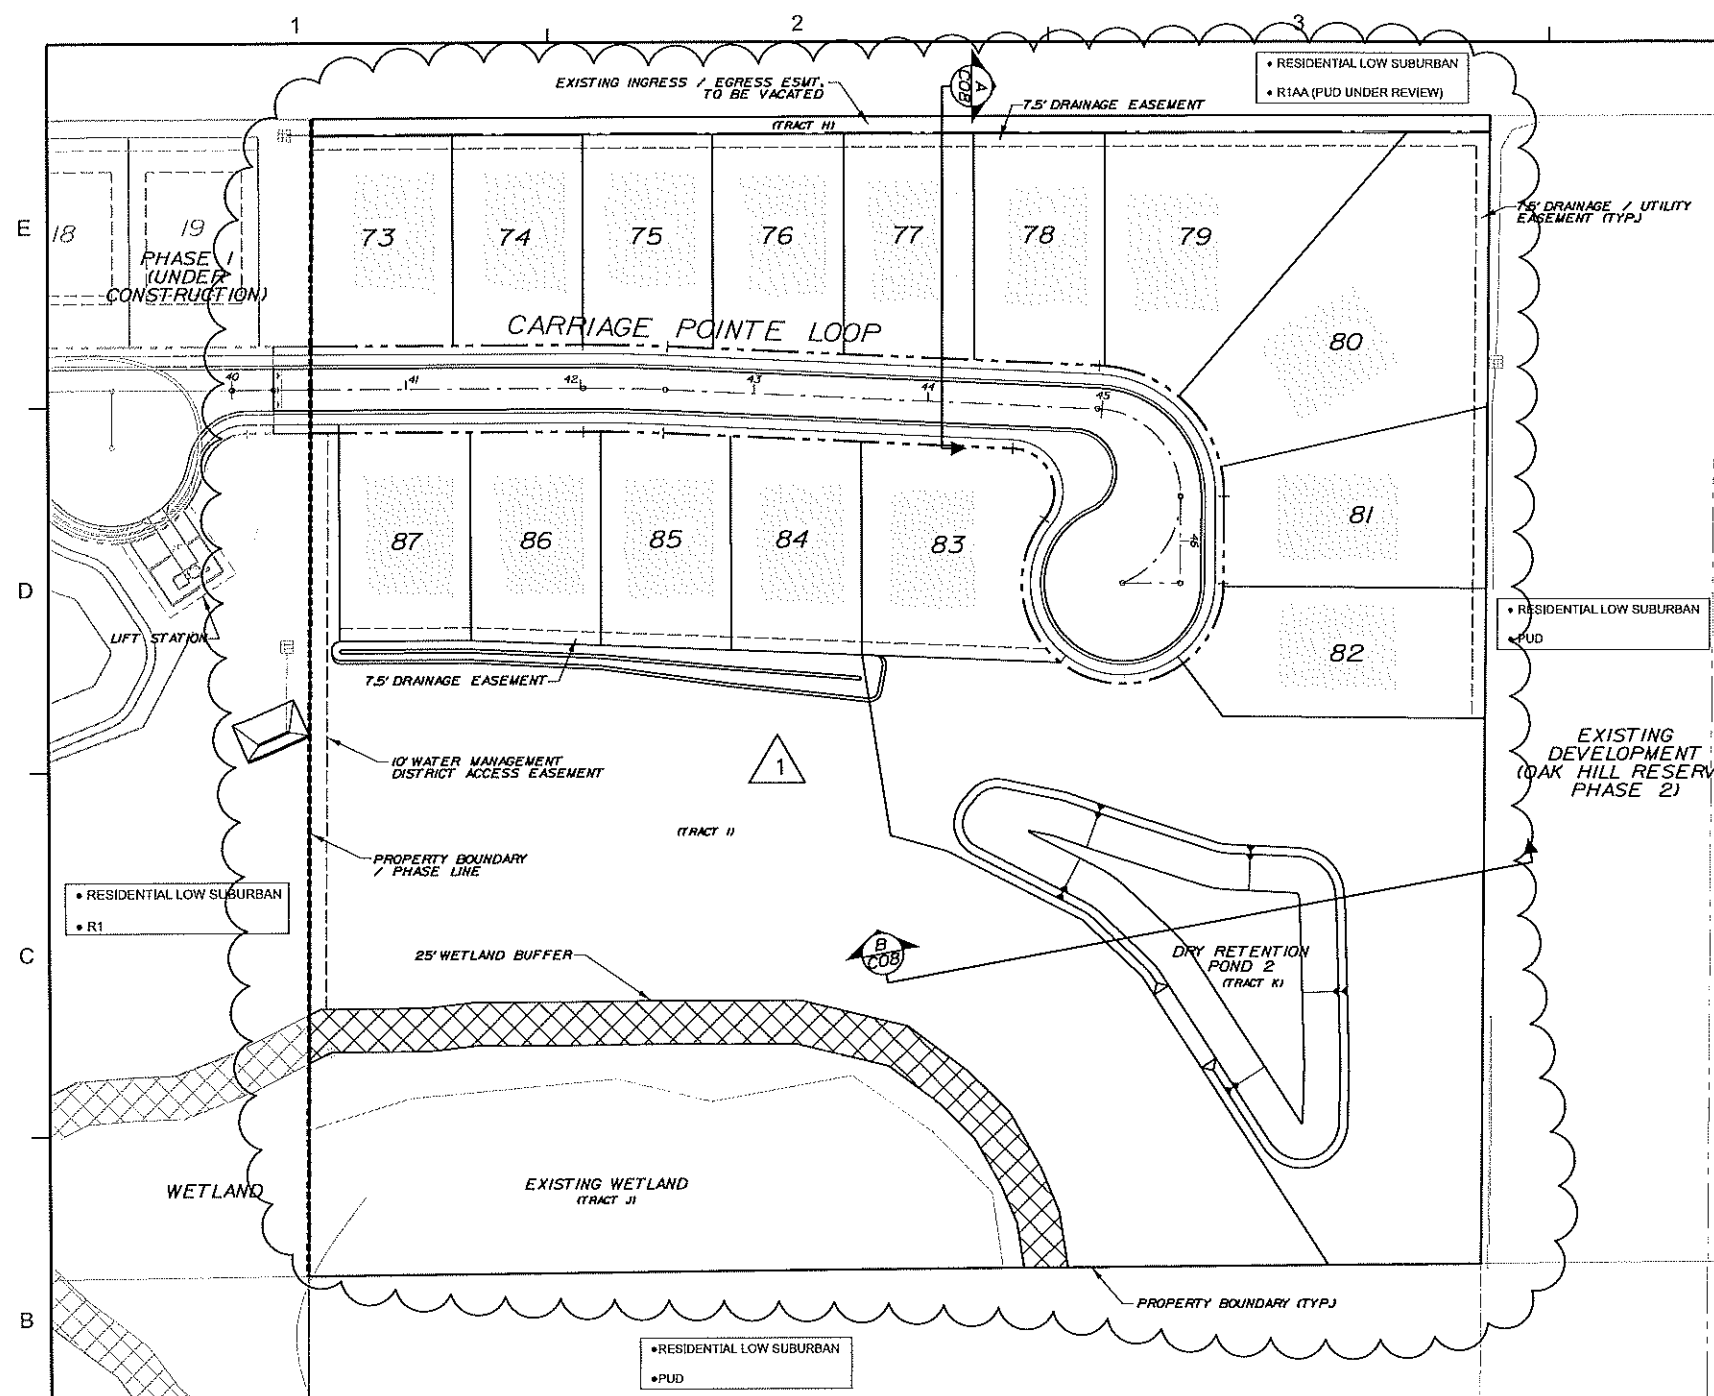 1
2
3
EXISTING INGRESS / EGRESS ESMT.
TO BE VACATED
A
C08
• RESIDENTIAL LOW SUBURBAN
• R1AA (PUD UNDER REVIEW)
7.5' DRAINAGE EASEMENT
(TRACT H)
E
18
19
PHASE 1
(UNDER
CONSTRUCTION)
73
74
75
76
77
78
79
7.5' DRAINAGE / UTILITY
EASEMENT (TYP.)
CARRIAGE POINTE LOOP
80
40
41
42
43
44
45
46
D
87
86
85
84
83
81
82
LIFT STATION
• RESIDENTIAL LOW SUBURBAN
• PUD
7.5' DRAINAGE EASEMENT
10' WATER MANAGEMENT
DISTRICT ACCESS EASEMENT
1
EXISTING
DEVELOPMENT
(OAK HILL RESERV
PHASE 2)
(TRACT I)
PROPERTY BOUNDARY
/ PHASE LINE
• RESIDENTIAL LOW SUBURBAN
• R1
C
25' WETLAND BUFFER
B
C08
DRY RETENTION
POND 2
(TRACT K)
WETLAND
EXISTING WETLAND
(TRACT J)
B
PROPERTY BOUNDARY (TYP.)
• RESIDENTIAL LOW SUBURBAN
• PUD